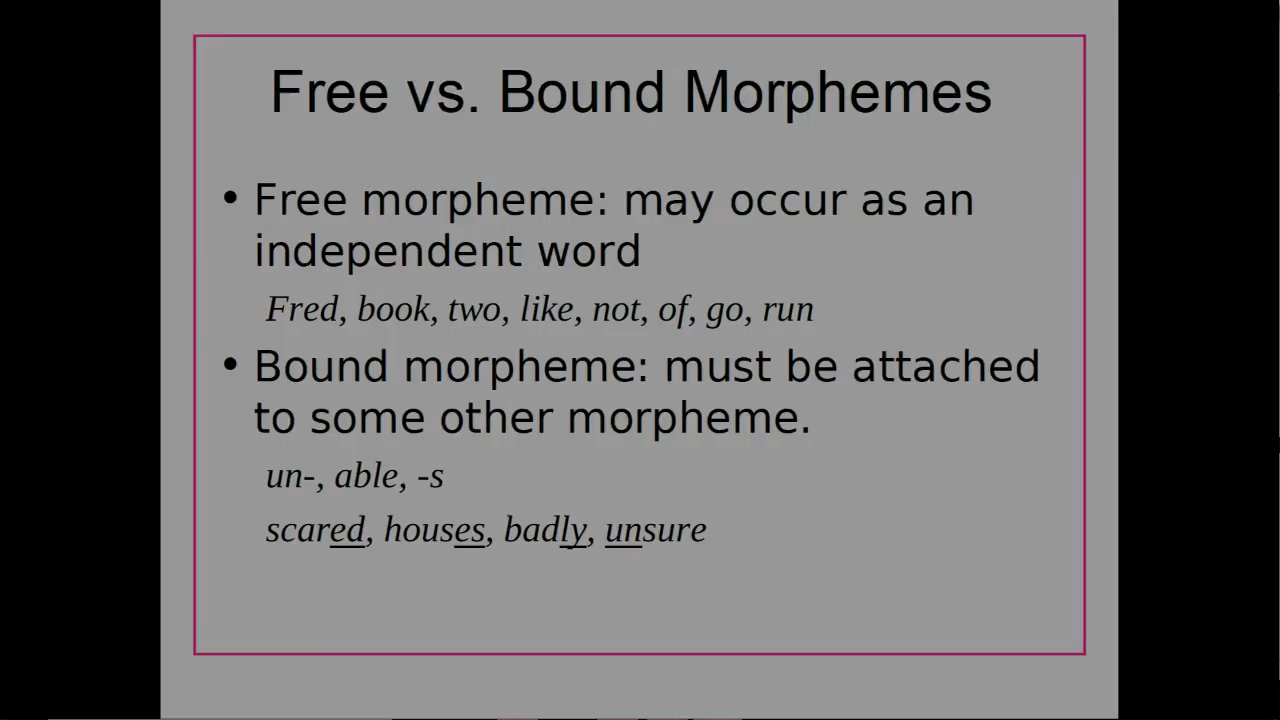 Free vs. Bound Morphemes
• Free morpheme: may occur as an
independent word
Fred, book, two, like, not, of, go, run
• Bound morpheme: must be attached
to some other morpheme.
un-, able, -s
scared, houses, badly, unsure